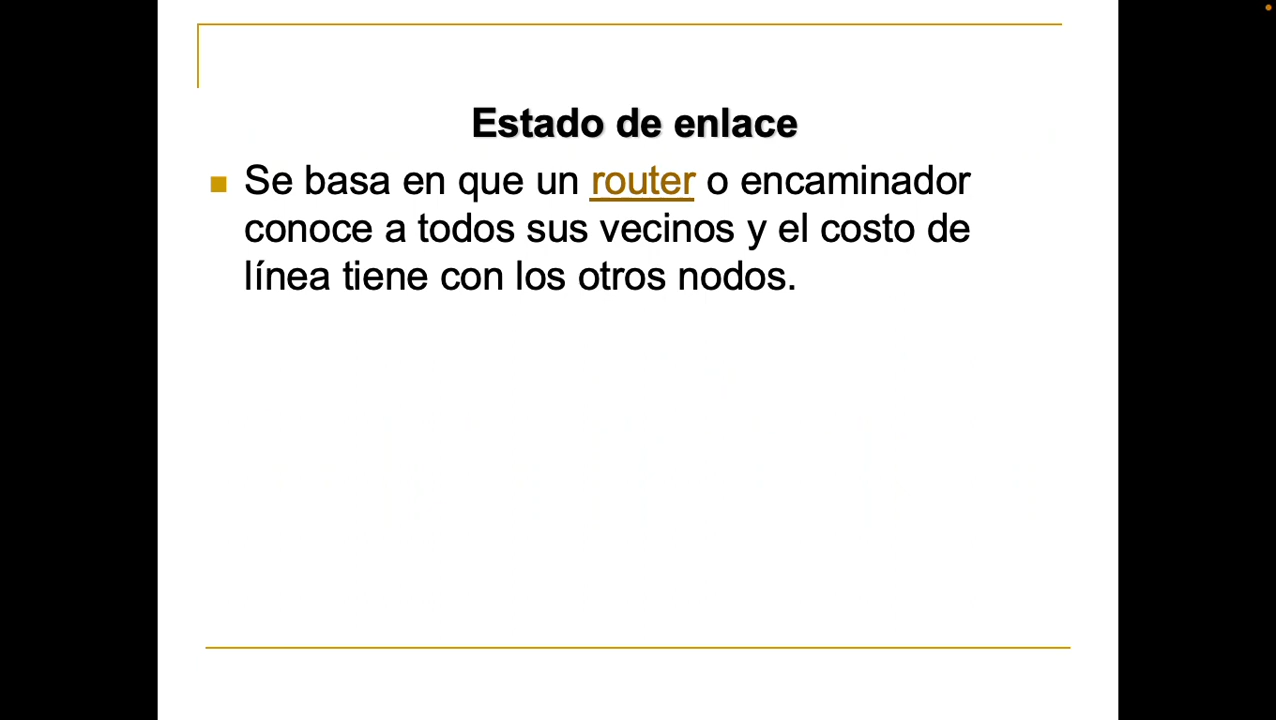 Estado de enlace
Se basa en que un router o encaminador
conoce a todos sus vecinos y el costo de
línea tiene con los otros nodos.